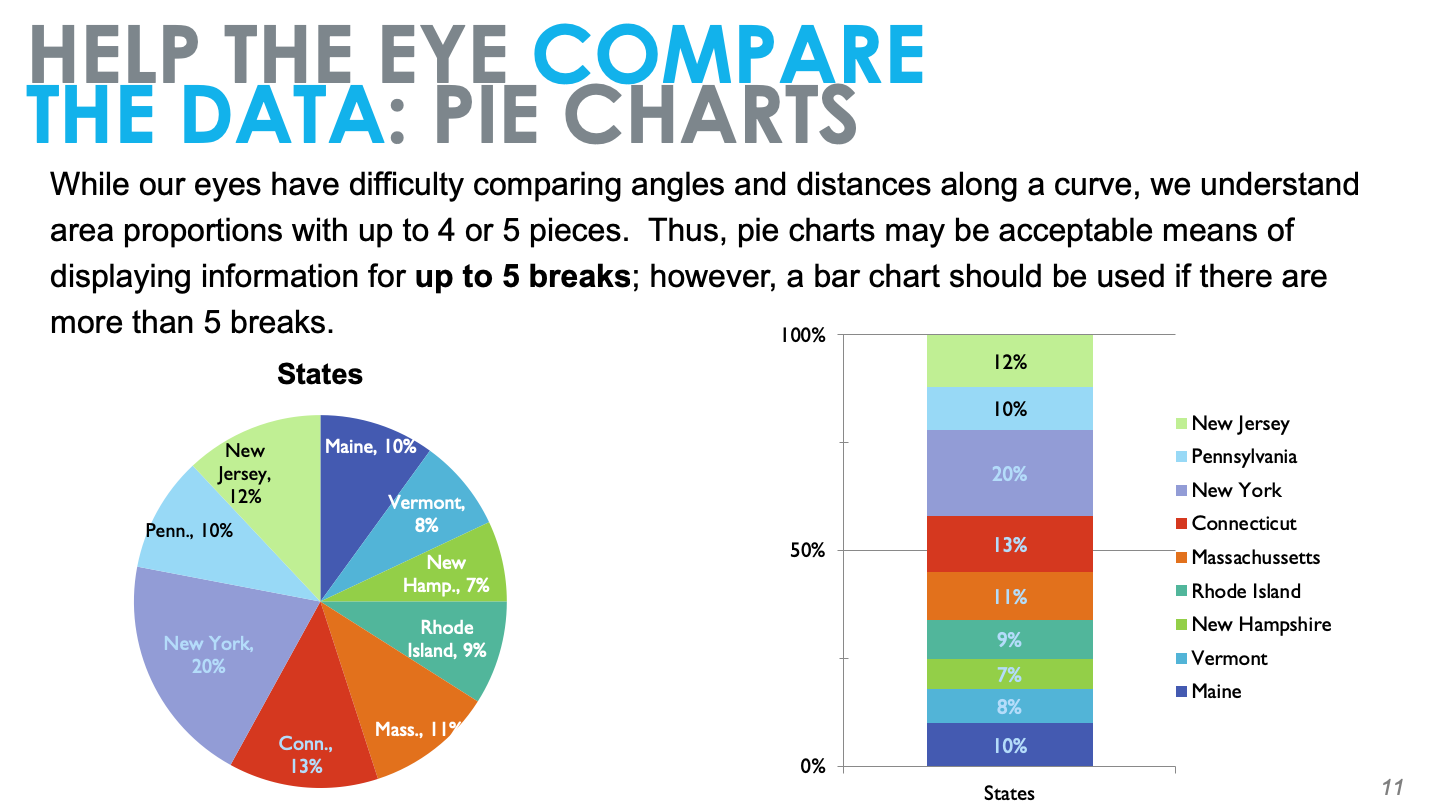 HELP THE EYE COMPARE
THE DATA: PIE CHARTS
While our eyes have difficulty comparing angles and distances along a curve, we understand
area proportions with up to 4 or 5 pieces.  Thus, pie charts may be acceptable means of
displaying information for up to 5 breaks; however, a bar chart should be used if there are
more than 5 breaks.
States
Maine, 10%
Vermont,
8%
New
Hamp., 7%
Rhode
Island, 9%
Mass., 11%
Conn.,
13%
New York,
20%
Penn., 10%
New
Jersey,
12%
100%
50%
0%
12%
10%
20%
13%
11%
9%
7%
8%
10%
States
New Jersey
Pennsylvania
New York
Connecticut
Massachussetts
Rhode Island
New Hampshire
Vermont
Maine
11